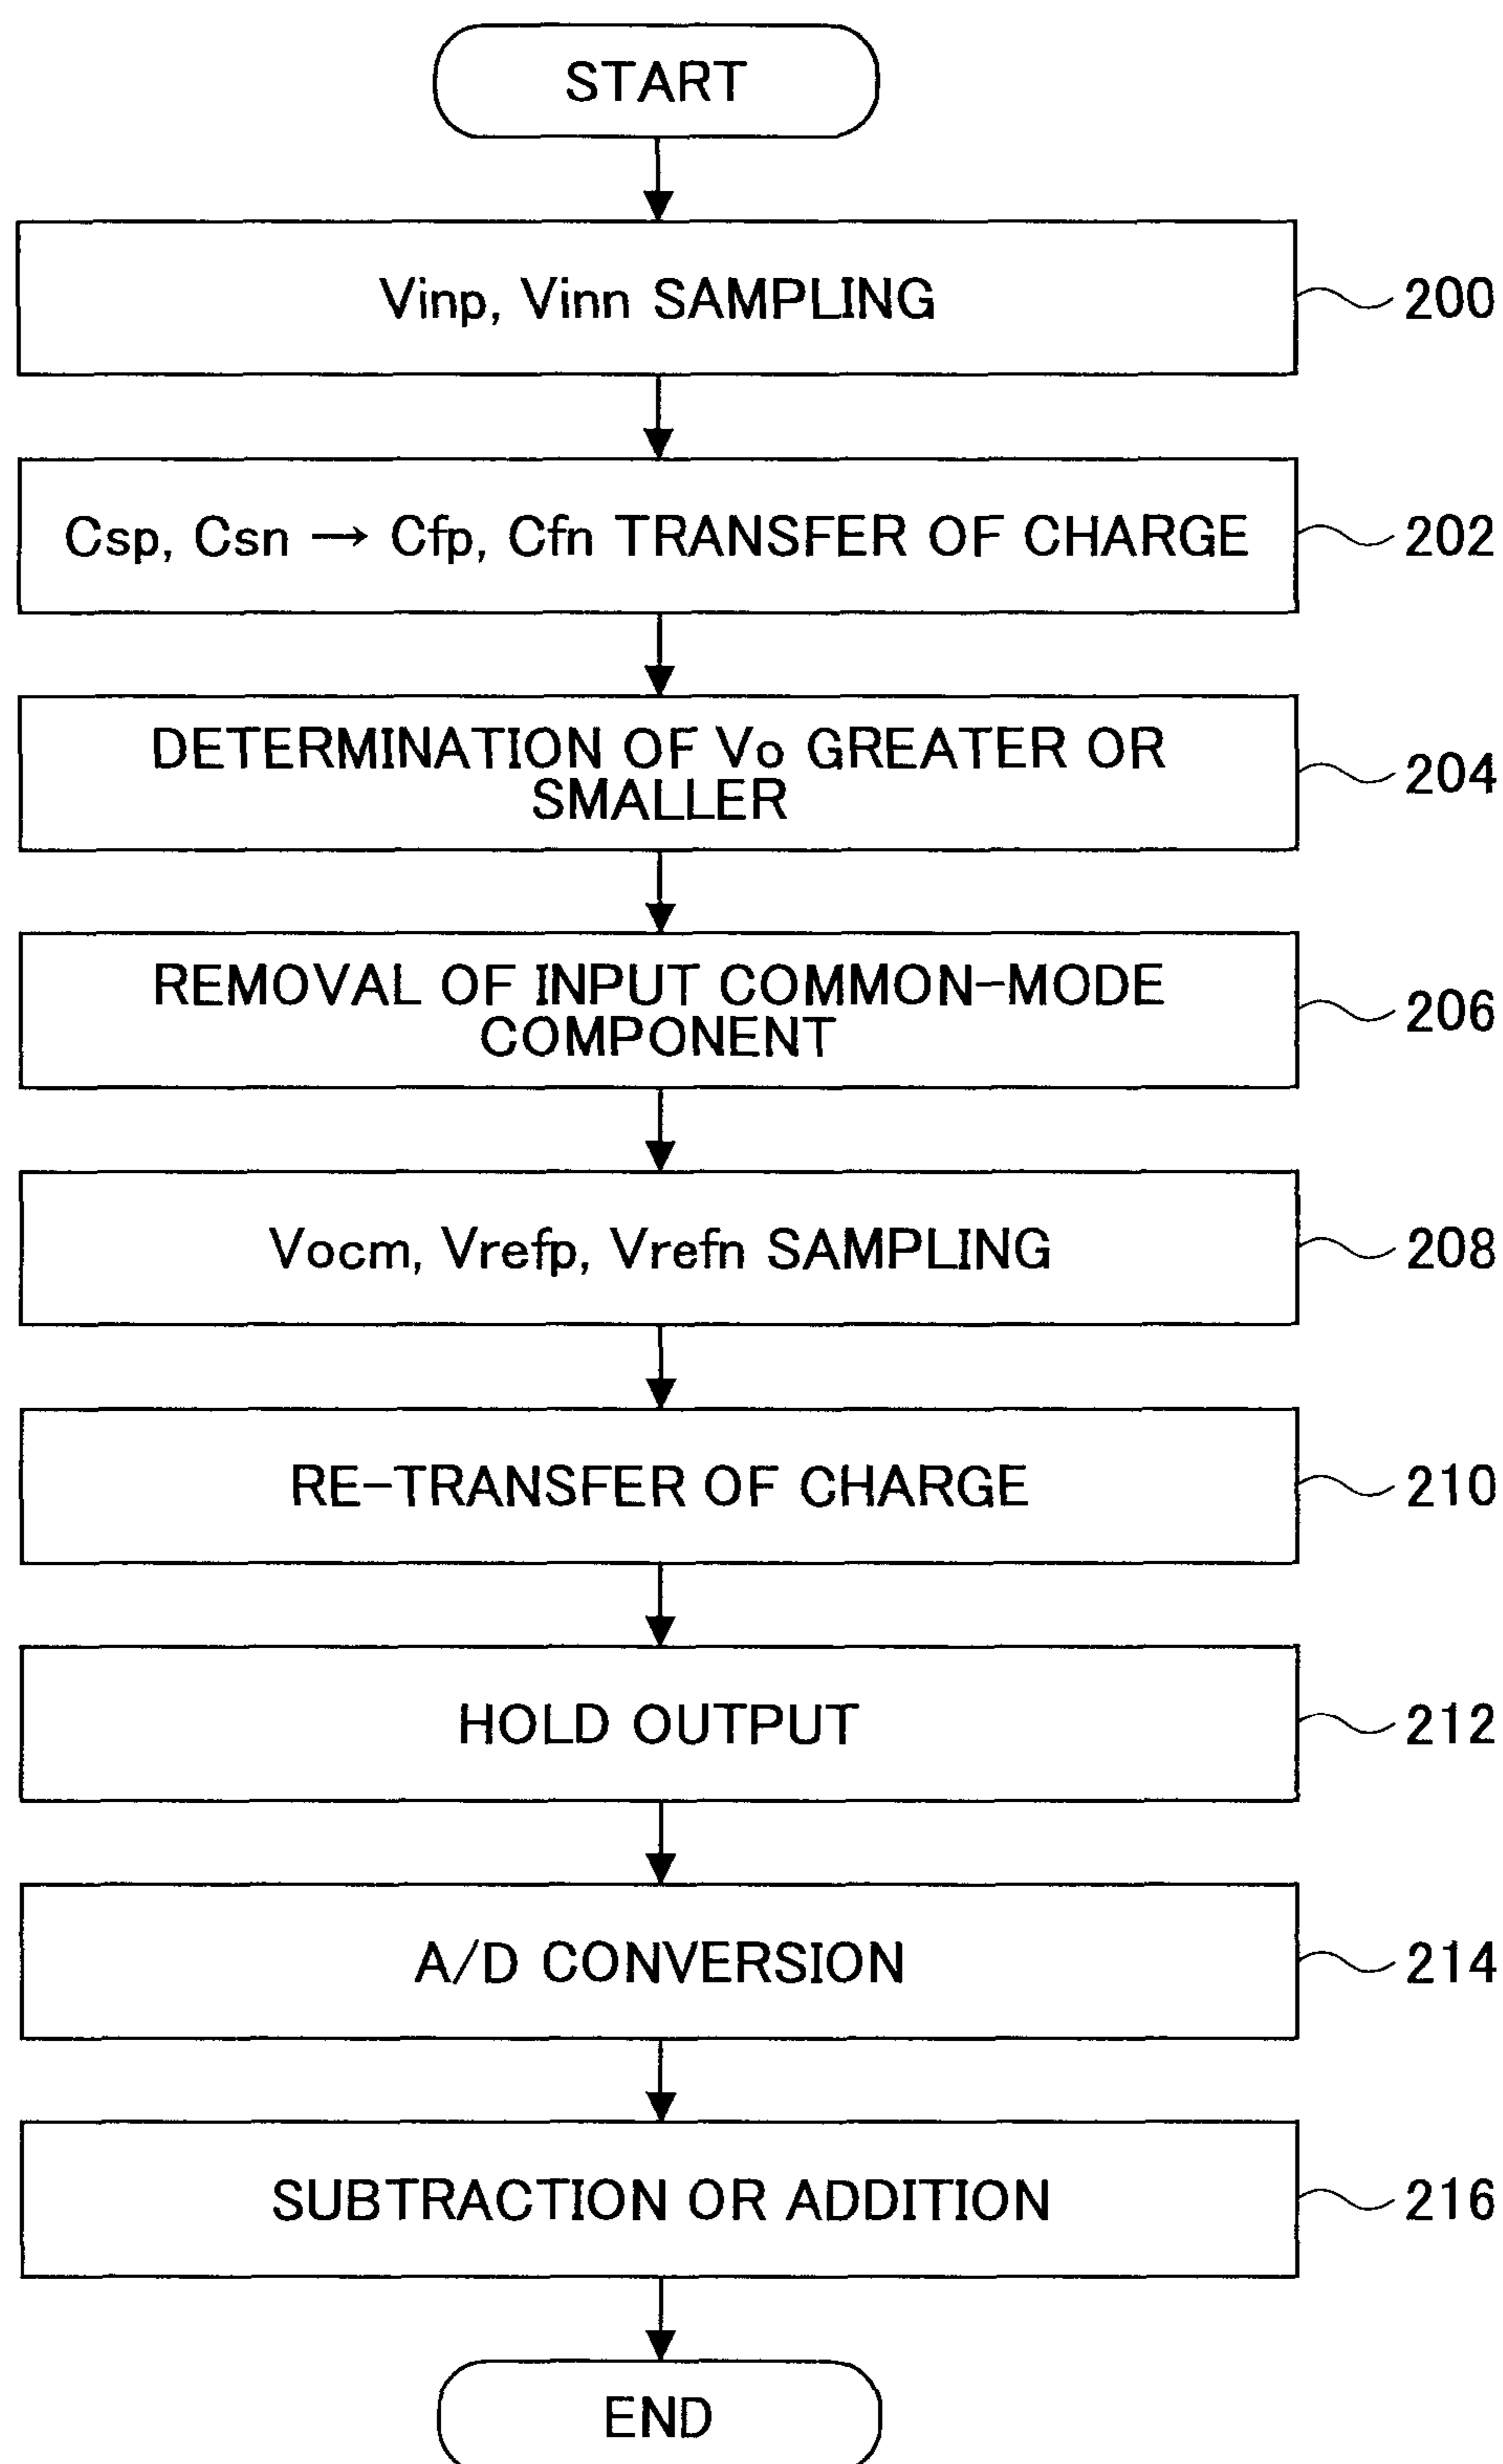 START
Vinp, Vinn SAMPLING
200
Csp, Csn → Cfp, Cfn TRANSFER OF CHARGE
202
DETERMINATION OF Vo GREATER OR
SMALLER
204
REMOVAL OF INPUT COMMON-MODE
COMPONENT
206
Vocm, Vrefp, Vrefn SAMPLING
208
RE-TRANSFER OF CHARGE
210
HOLD OUTPUT
212
A/D CONVERSION
214
SUBTRACTION OR ADDITION
216
END